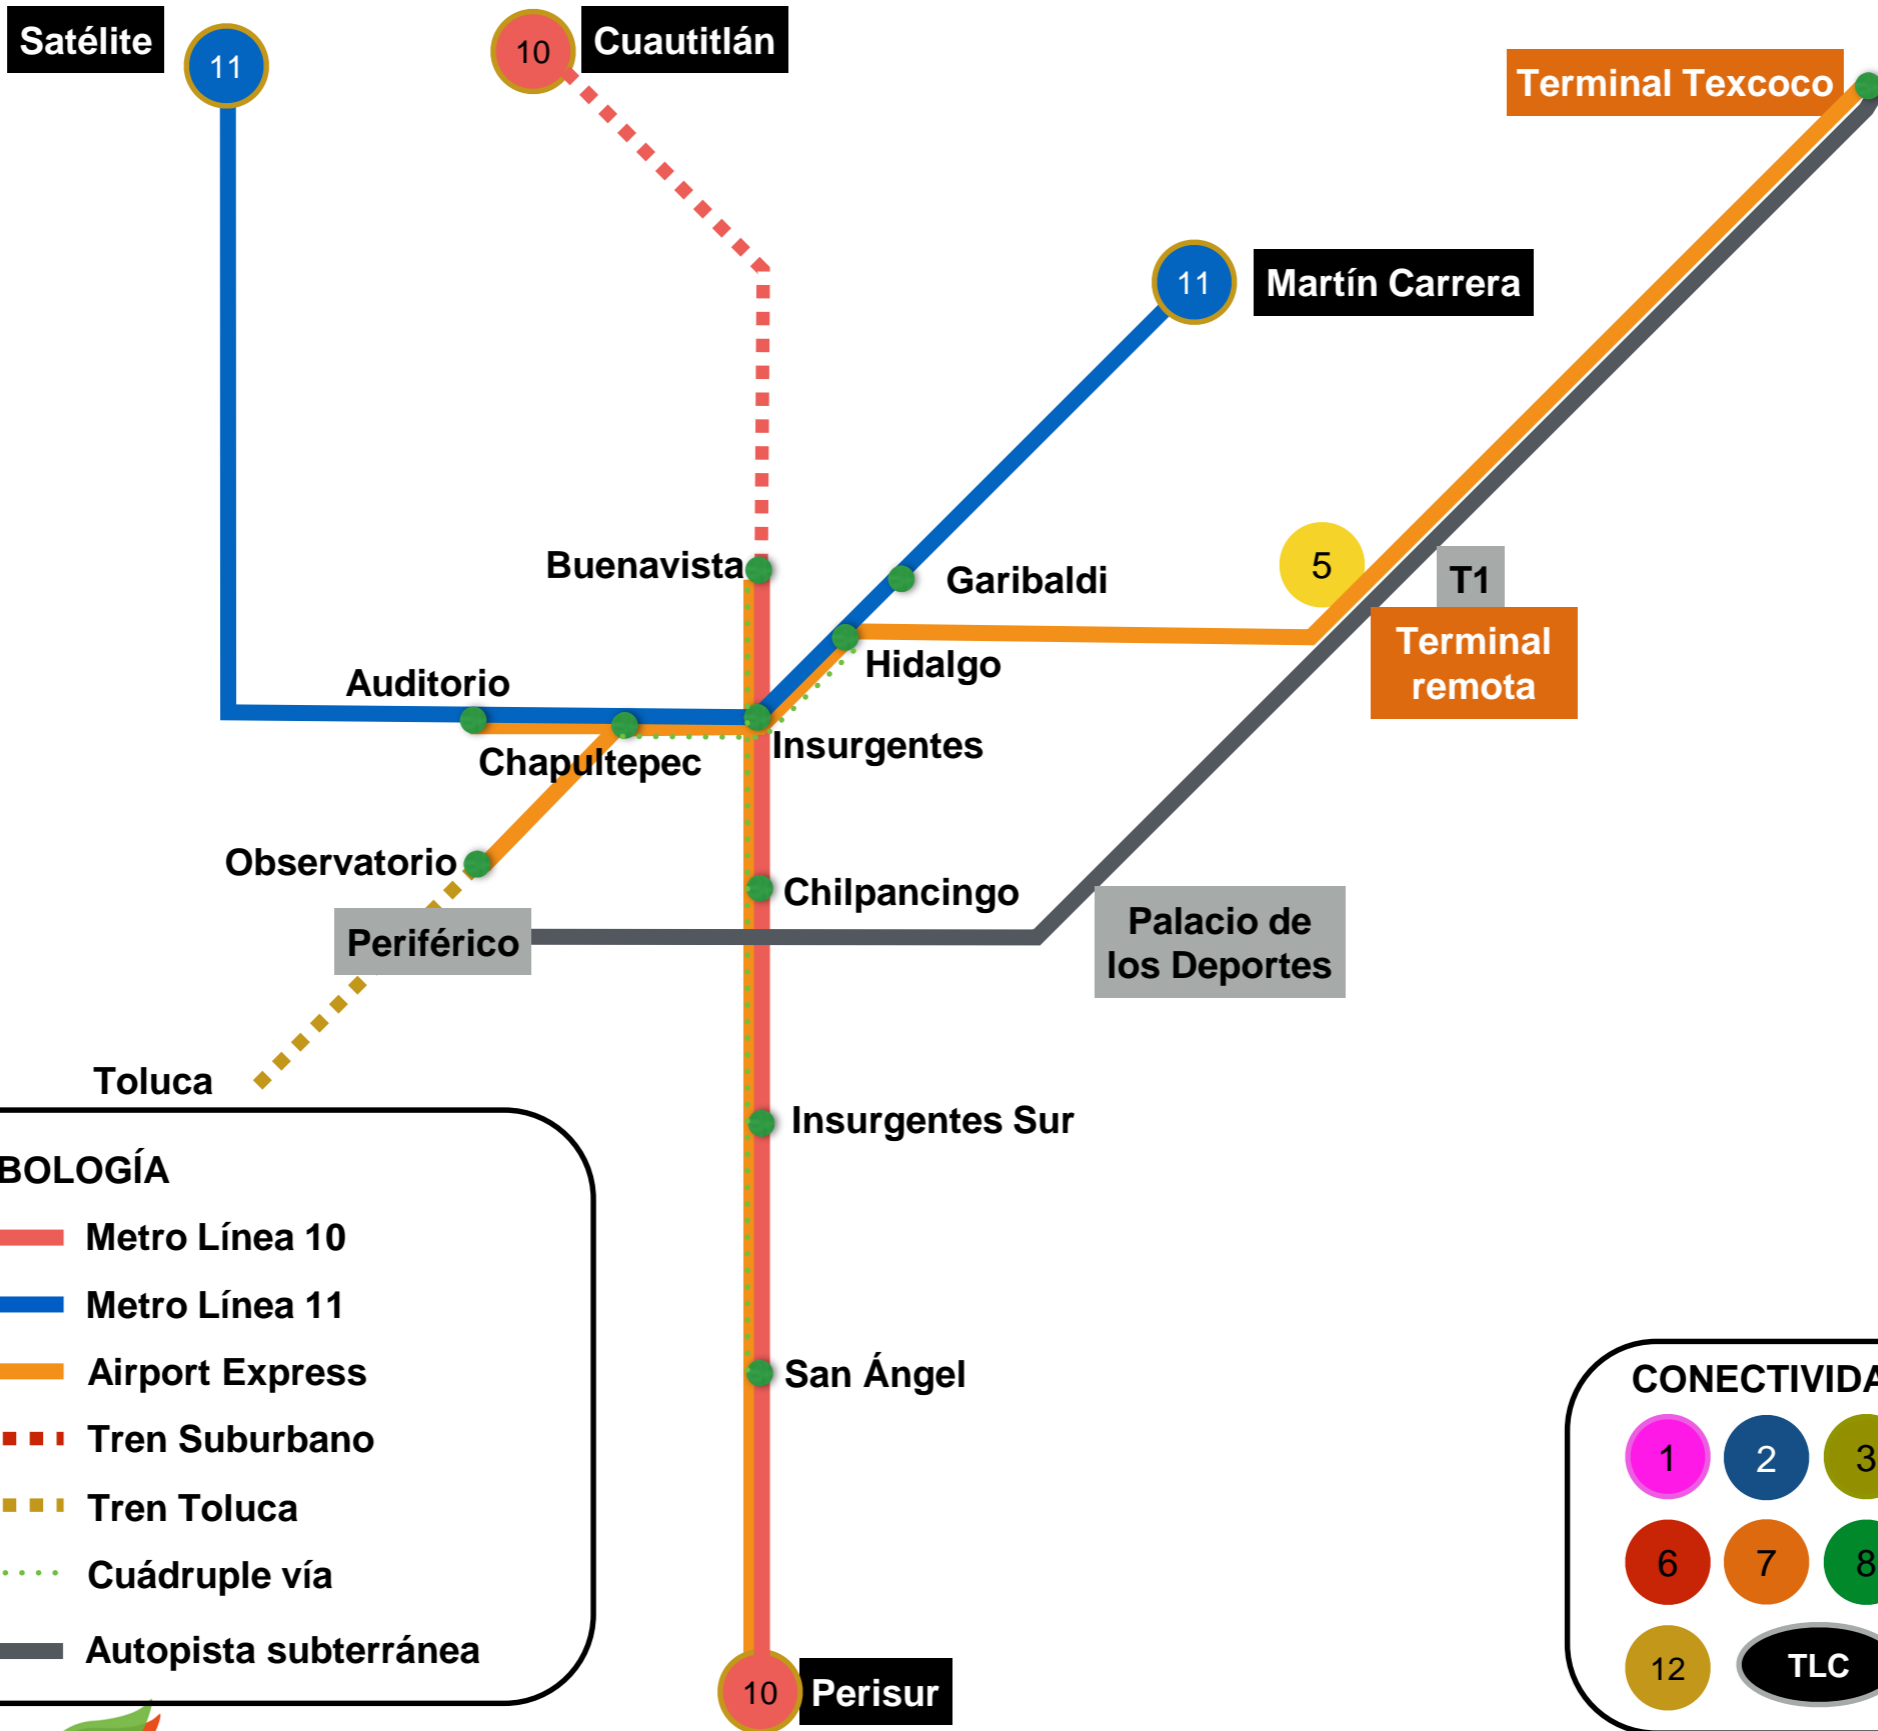 Satélite
11
10
Cuautitlán
Terminal Texcoco
11
Martín Carrera
Buenavista
Garibaldi
5
T1
Terminal
remota
Hidalgo
Auditorio
Chapultepec
Insurgentes
Observatorio
Chilpancingo
Periférico
Palacio de
los Deportes
Toluca
Insurgentes Sur
San Ángel
10
Perisur
BOLOGÍA
Metro Línea 10
Metro Línea 11
Airport Express
Tren Suburbano
Tren Toluca
Cuádruple vía
Autopista subterránea
CONECTIVIDA
1
2
3
6
7
8
12
TLC